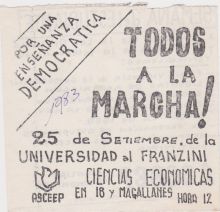 POR UNA
ENSEÑANZA
DEMOCRATICA
1983
TODOS
A LA
MARCHA!
25 de SETIEMBRE, de la
UNIVERSIDAD al FRANZINI
CIENCIAS ECONOMICAS
EN 18 y MAGALLANES
HORA 12
ASCEEP